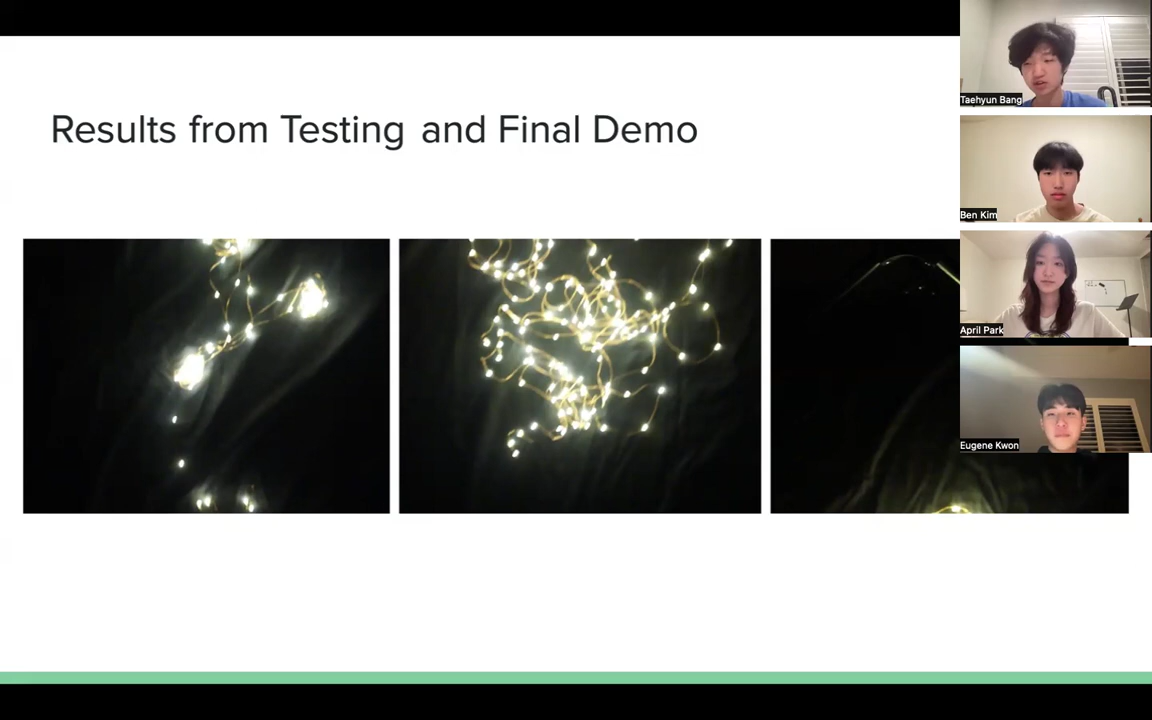 Results from Testing and Final Demo
Taehyun Bang
Ben Kim
April Park
Eugene Kwon